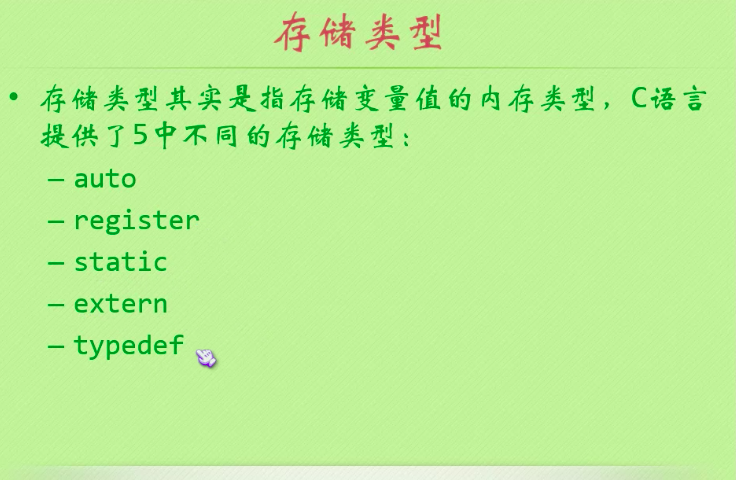 存储类型
• 存储类型其实是指存储变量值的内存类型，C语言
提供了5中不同的存储类型：
– auto
– register
– static
– extern
– typedef